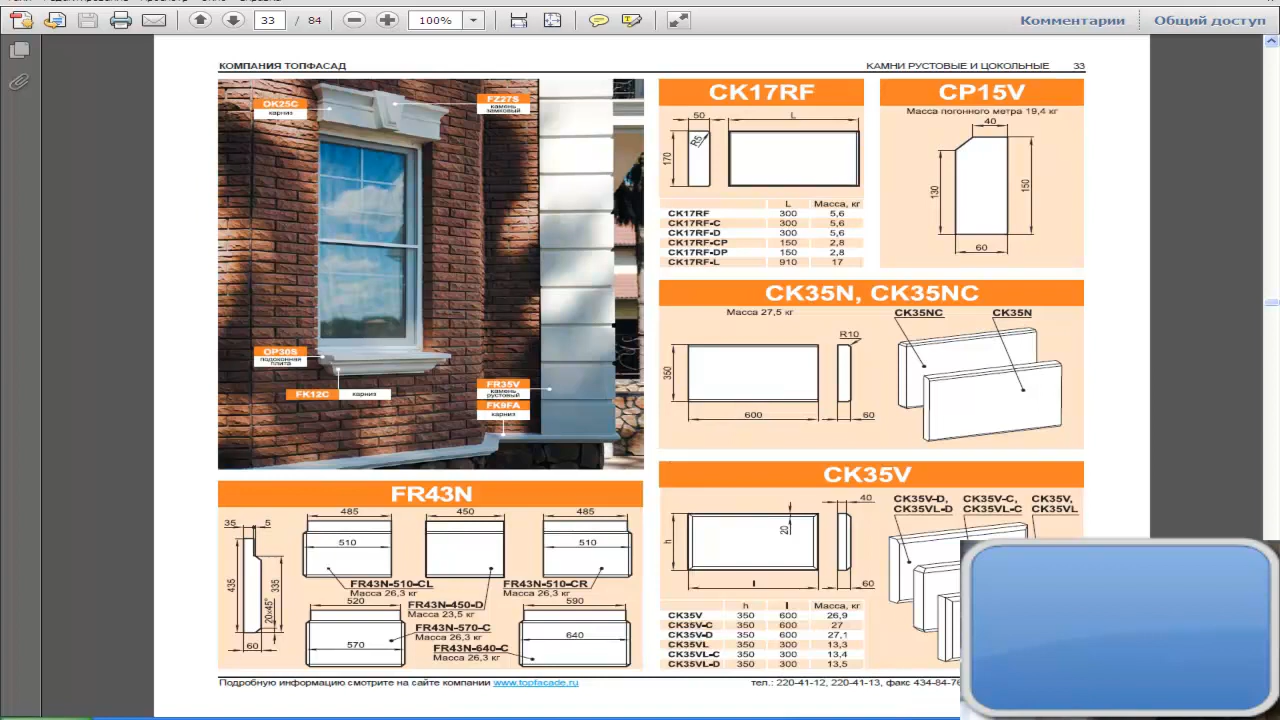 33 / 84
100%
Комментарии
Общий доступ
КОМПАНИЯ ТОПФАСАД
КАМНИ РУСТОВЫЕ И ЦОКОЛЬНЫЕ 33
OK25C
карниз
FZ27S
камень
замковый
OP30S
подоконная
плита
FK12C карниз
FR35V
камень
рустовый
FK9FA
карниз
CK17RF
50
L
170
R5
L Масса, кг
CK17RF 300 5,6
CK17RF-C 300 5,6
CK17RF-D 300 5,6
CK17RF-CP 150 2,8
CK17RF-DP 150 2,8
CK17RF-L 910 17
CP15V
Масса погонного метра 19,4 кг
40
130
150
60
CK35N, CK35NC
Масса 27,5 кг
CK35NC
CK35N
R10
350
600
60
FR43N
35
5
435
335
20x45°
60
485
510
450
485
510
FR43N-510-CL
Масса 26,3 кг
FR43N-510-CR
Масса 26,3 кг
FR43N-450-D
Масса 23,5 кг
520
570
590
640
FR43N-570-C
Масса 26,3 кг
FR43N-640-C
Масса 26,3 кг
CK35V
40
20
h
l
60
CK35V-D,
CK35VL-D
CK35V-C,
CK35VL-C
CK35V,
CK35VL
h l Масса, кг
CK35V 350 600 26,9
CK35V-C 350 600 27
CK35V-D 350 600 27,1
CK35VL 350 300 13,3
CK35VL-C 350 300 13,4
CK35VL-D 350 300 13,5
Подробную информацию смотрите на сайте компании www.topfacade.ru
тел.: 220-41-12, 220-41-13, факс 434-84-76